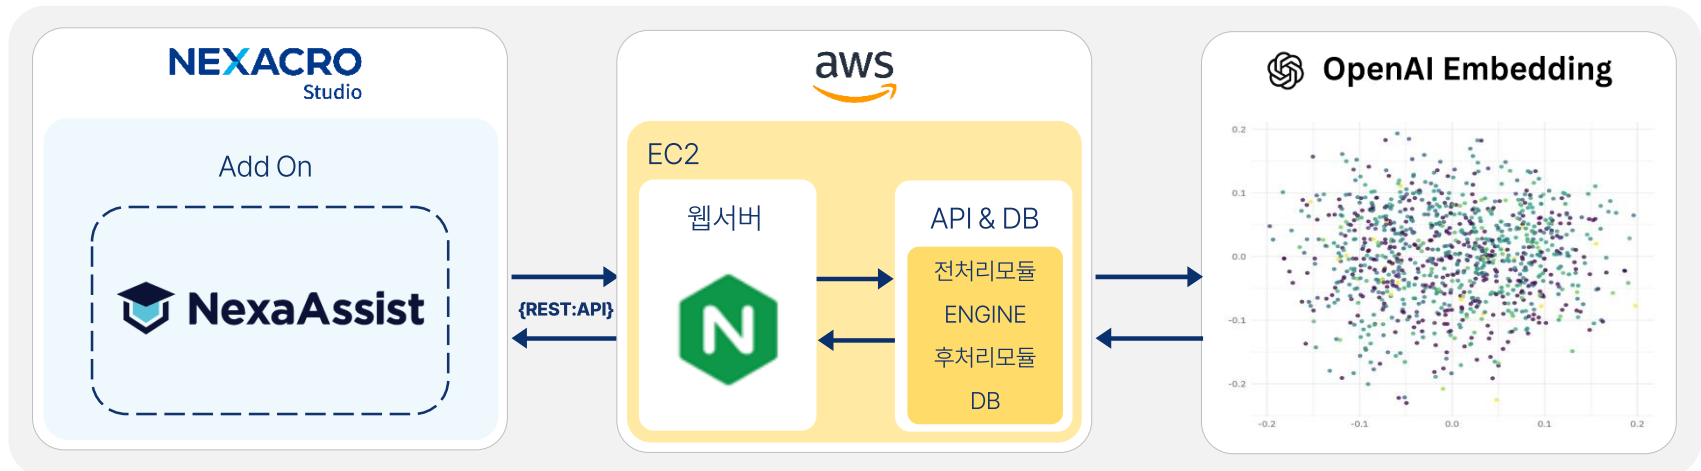 NEXACRO
Studio
Add On
NexaAssist
{REST:API}
aws
EC2
웹서버
N
API & DB
전처리모듈
ENGINE
후처리모듈
DB
OpenAI Embedding
0.2
0.1
0.0
-0.1
-0.2
-0.2
-0.1
0.0
0.1
0.2